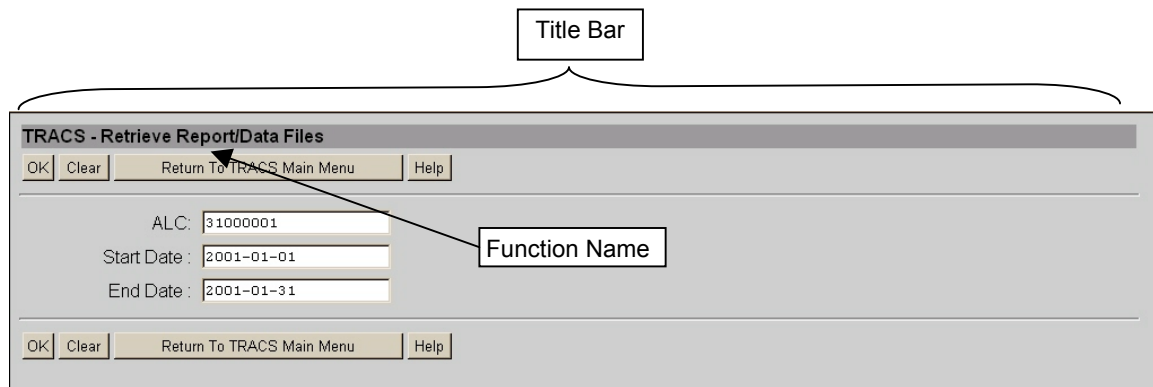 Title Bar
TRACS - Retrieve Report/Data Files
OK Clear Return To TRACS Main Menu Help
ALC: 31000001
Function Name
Start Date : 2001-01-01
End Date : 2001-01-31
OK Clear Return To TRACS Main Menu Help